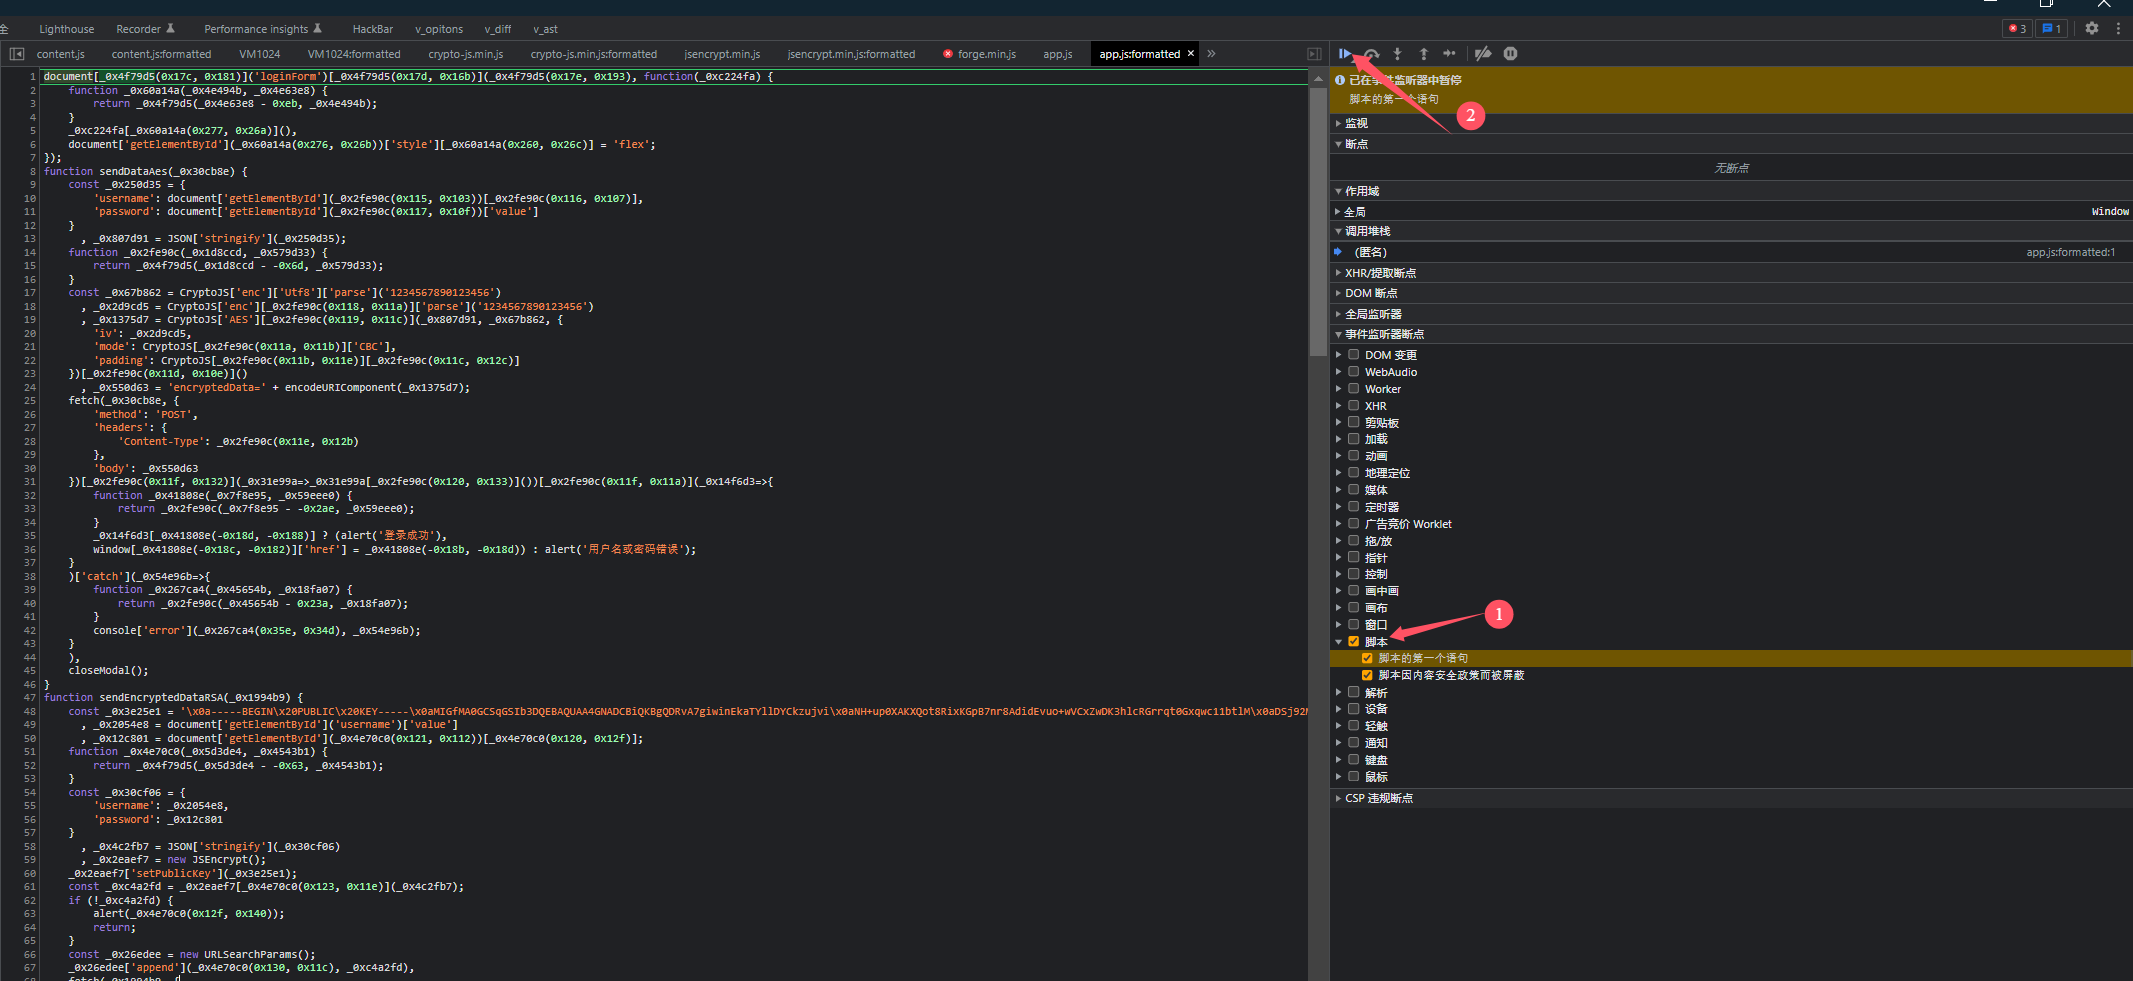 全 Lighthouse Recorder Performance insights HackBar v_opitons v_diff v_ast 3 1
content.js content.js:formatted VM1024 VM1024:formatted crypto-js.min.js crypto-js.min.js:formatted jsencrypt.min.js jsencrypt.min.js:formatted forge.min.js app.js app.js:formatted × »
1 document[_0x4f79d5(0x17c, 0x181)]('loginForm')[_0x4f79d5(0x17d, 0x16b)](_0x4f79d5(0x17e, 0x193), function(_0xc224fa) {
2 function _0x60a14a(_0x4e494b, _0x4e63e8) {
3 return _0x4f79d5(_0x4e63e8 - 0xeb, _0x4e494b);
4 }
5 _0xc224fa[_0x60a14a(0x277, 0x26a)](),
6 document['getElementById'](_0x60a14a(0x276, 0x26b))['style'][_0x60a14a(0x260, 0x26c)] = 'flex';
7 });
8 function sendDataAes(_0x30cb8e) {
9 const _0x250d35 = {
10 'username': document['getElementById'](_0x2fe90c(0x115, 0x103))[_0x2fe90c(0x116, 0x107)],
11 'password': document['getElementById'](_0x2fe90c(0x117, 0x10f))['value']
12 }
13 , _0x807d91 = JSON['stringify'](_0x250d35);
14 function _0x2fe90c(_0x1d8ccd, _0x579d33) {
15 return _0x4f79d5(_0x1d8ccd - -0x6d, _0x579d33);
16 }
17 const _0x67b862 = CryptoJS['enc']['Utf8']['parse']('1234567890123456')
18 , _0x2d9cd5 = CryptoJS['enc'][_0x2fe90c(0x118, 0x11a)]['parse']('1234567890123456')
19 , _0x1375d7 = CryptoJS['AES'][_0x2fe90c(0x119, 0x11c)](_0x807d91, _0x67b862, {
20 'iv': _0x2d9cd5,
21 'mode': CryptoJS[_0x2fe90c(0x11a, 0x11b)]['CBC'],
22 'padding': CryptoJS[_0x2fe90c(0x11b, 0x11e)][_0x2fe90c(0x11c, 0x12c)]
23 })[_0x2fe90c(0x11d, 0x10e)]()
24 , _0x550d63 = 'encryptedData=' + encodeURIComponent(_0x1375d7);
25 fetch(_0x30cb8e, {
26 'method': 'POST',
27 'headers': {
28 'Content-Type': _0x2fe90c(0x11e, 0x12b)
29 },
30 'body': _0x550d63
31 })[_0x2fe90c(0x11f, 0x132)](_0x31e99a=>_0x31e99a[_0x2fe90c(0x120, 0x133)]())[_0x2fe90c(0x11f, 0x11a)](_0x14f6d3=>{
32 function _0x41808e(_0x7f8e95, _0x59eee0) {
33 return _0x2fe90c(_0x7f8e95 - -0x2ae, _0x59eee0);
34 }
35 _0x14f6d3[_0x41808e(-0x18d, -0x188)] ? (alert('登录成功'),
36 window[_0x41808e(-0x18c, -0x182)]['href'] = _0x41808e(-0x18b, -0x18d)) : alert('用户名或密码错误');
37 }
38 )['catch'](_0x54e96b=>{
39 function _0x267ca4(_0x45654b, _0x18fa07) {
40 return _0x2fe90c(_0x45654b - 0x23a, _0x18fa07);
41 }
42 console['error'](_0x267ca4(0x35e, 0x34d), _0x54e96b);
43 }
44 ),
45 closeModal();
46 }
47 function sendEncryptedDataRSA(_0x1994b9) {
48 const _0x3e25e1 = '\x0a-----BEGIN\x20PUBLIC\x20KEY-----\x0aMIGfMA0GCSqGSIb3DQEBAQUAA4GNADCBiQKBgQDRvA7giwinEkaTYllDYCkzujvi\x0aNH+up0XAKXQot8RixKGpB7nr8AdidEvuo+wVCxZwDK3hlcRGrrqt0Gxqwc11btlM\x0aDSj92M
49 , _0x2054e8 = document['getElementById']('username')['value']
50 , _0x12c801 = document['getElementById'](_0x4e70c0(0x121, 0x112))[_0x4e70c0(0x120, 0x12f)];
51 function _0x4e70c0(_0x5d3de4, _0x4543b1) {
52 return _0x4f79d5(_0x5d3de4 - -0x63, _0x4543b1);
53 }
54 const _0x30cf06 = {
55 'username': _0x2054e8,
56 'password': _0x12c801
57 }
58 , _0x4c2fb7 = JSON['stringify'](_0x30cf06)
59 , _0x2eaef7 = new JSEncrypt();
60 _0x2eaef7['setPublicKey'](_0x3e25e1);
61 const _0xc4a2fd = _0x2eaef7[_0x4e70c0(0x123, 0x11e)](_0x4c2fb7);
62 if (!_0xc4a2fd) {
63 alert(_0x4e70c0(0x12f, 0x140));
64 return;
65 }
66 const _0x26edee = new URLSearchParams();
67 _0x26edee['append'](_0x4e70c0(0x130, 0x11c), _0xc4a2fd),
68 fetch(_0x1994b9, {
已在事件监听器中暂停
脚本的第一个语句
2
监视
断点
无断点
作用域
全局 Window
调用堆栈
(匿名) app.js:formatted:1
XHR/提取断点
DOM 断点
全局监听器
事件监听器断点
DOM 变更
WebAudio
Worker
XHR
剪贴板
加载
动画
地理定位
媒体
定时器
广告竞价 Worklet
拖/放
指针
控制
画中画
画布
窗口
1
脚本
脚本的第一个语句
脚本因内容安全政策而被屏蔽
解析
设备
轻触
通知
键盘
鼠标
CSP 违规断点